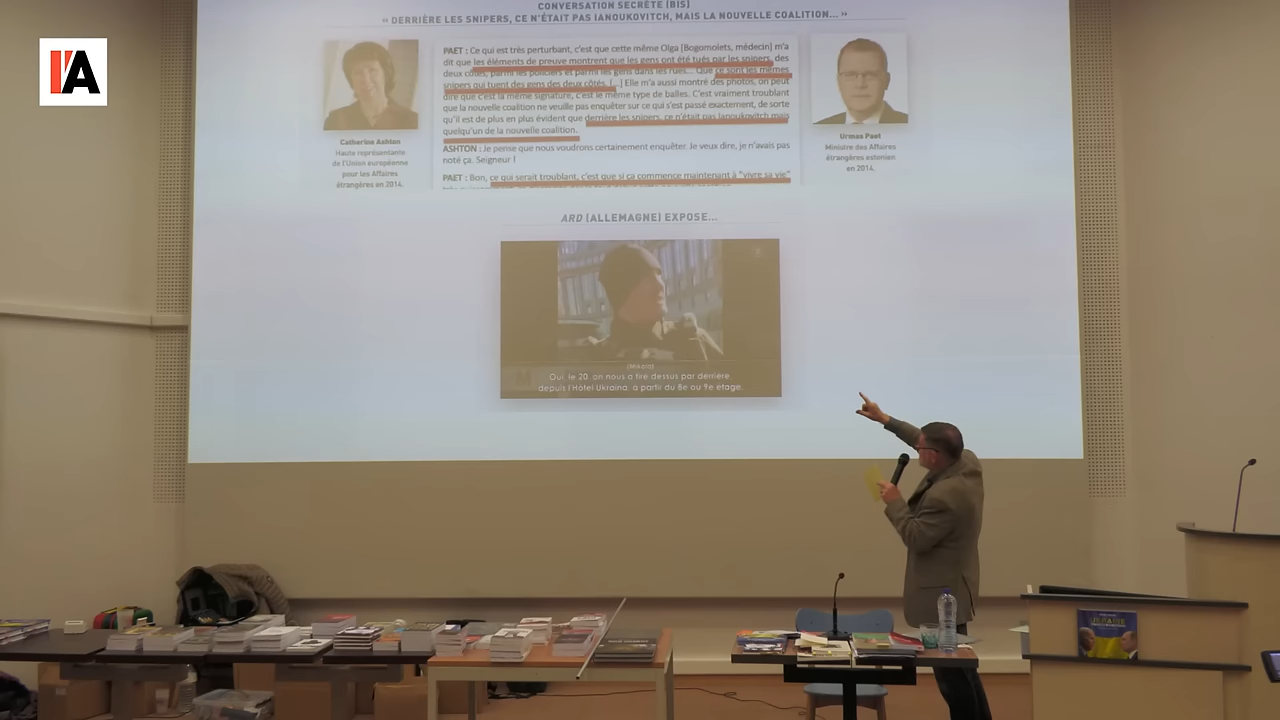 I'A
CONVERSATION SECRÈTE (BIS)
« DERRIÈRE LES SNIPERS, CE N'ÉTAIT PAS IANOUKOVITCH, MAIS LA NOUVELLE COALITION... »
PAET : Ce qui est très perturbant, c'est que cette même Olga [Bogomolets, médecin] m'a
dit que les éléments de preuve montrent que les gens ont été tués par les snipers, des
deux côtés, parmi les policiers et parmi les gens dans les rues... Que ce sont les mêmes
snipers qui tuent des gens des deux côtés. [...] Elle m'a aussi montré des photos, on peut
dire que c'est la même signature, c'est le même type de balles. C'est vraiment troublant
que la nouvelle coalition ne veuille pas enquêter sur ce qui s'est passé exactement, de sorte
qu'il est de plus en plus évident que derrière les snipers, ce n'était pas Ianoukovitch mais
quelqu'un de la nouvelle coalition.
ASHTON : Je pense que nous voudrons certainement enquêter. Je veux dire, je n'avais pas
noté ça. Seigneur !
PAET : Bon, ce qui serait troublant, c'est que si ça commence maintenant à "vivre sa vie"
Catherine Ashton
Haute représentante
de l'Union européenne
pour les Affaires
étrangères en 2014.
Urmas Paet
Ministre des Affaires
étrangères estonien
en 2014.
ARD (ALLEMAGNE) EXPOSE...
(Mikola)
Oui, le 20, on nous a tiré dessus par derrière,
depuis l'Hôtel Ukraina, à partir du 8e ou 9e étage.
UKRAINE